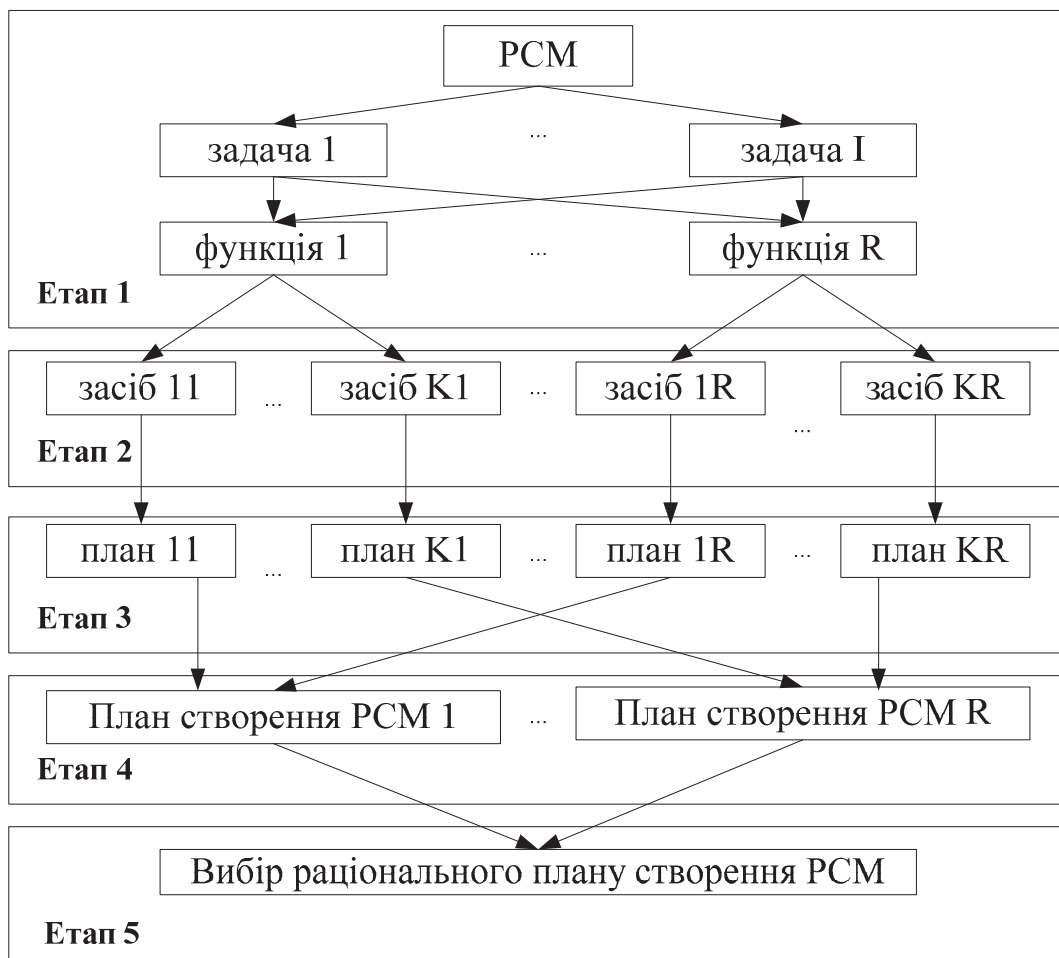 РСМ
задача 1
...
задача I
функція 1
...
функція R
Етап 1
засіб 11
...
засіб K1
...
засіб 1R
...
засіб KR
Етап 2
план 11
...
план K1
...
план 1R
...
план KR
Етап 3
План створення РСМ 1
...
План створення РСМ R
Етап 4
Вибір раціонального плану створення РСМ
Етап 5